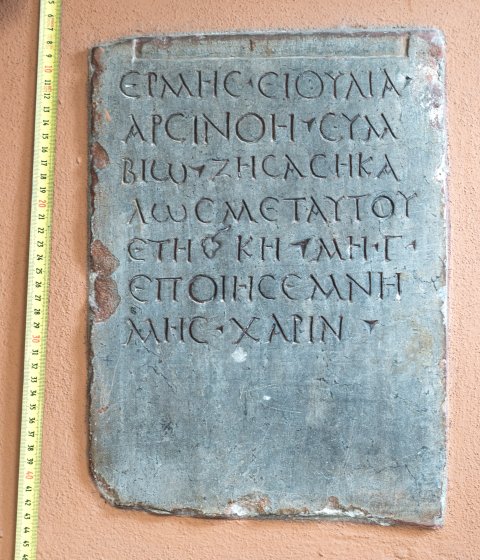 ΕΡΜΗϹ · ΕΙΟΥΛΙΑ ·
ΑΡϹΙΝΟΗ · ϹΥΜ
ΒΙΩ · ΖΗϹΑϹΗ ΚΑ
ΛΩϹ ΜΕΤ ΑΥΤΟΥ
ΕΤΗ ΚΗ · ΜΗ · Γ ·
ΕΠΟΙΗϹΕ ΜΝΗ
ΜΗϹ · ΧΑΡΙΝ ·